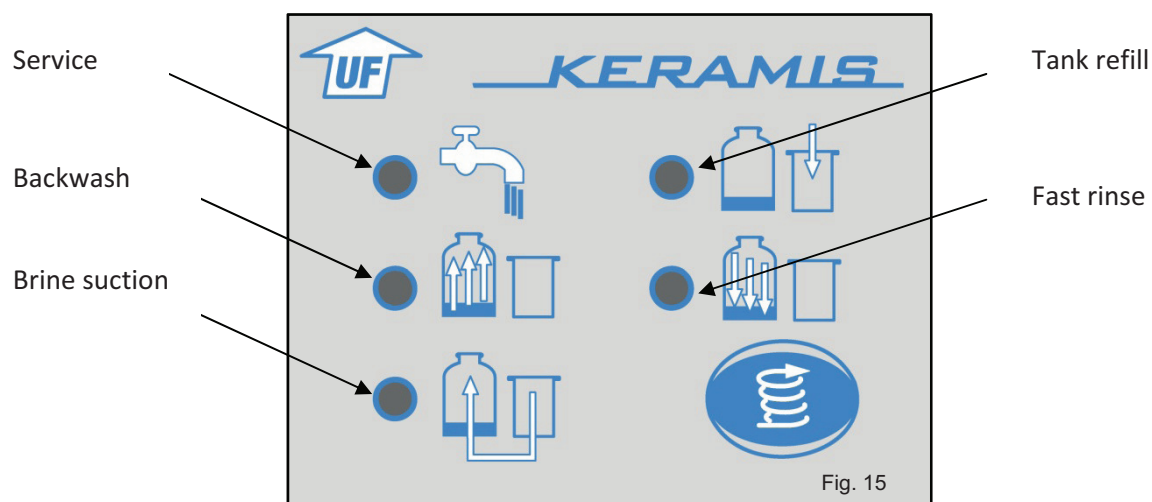 Service
Backwash
Brine suction
UF
KERAMIS
Tank refill
Fast rinse
Fig. 15